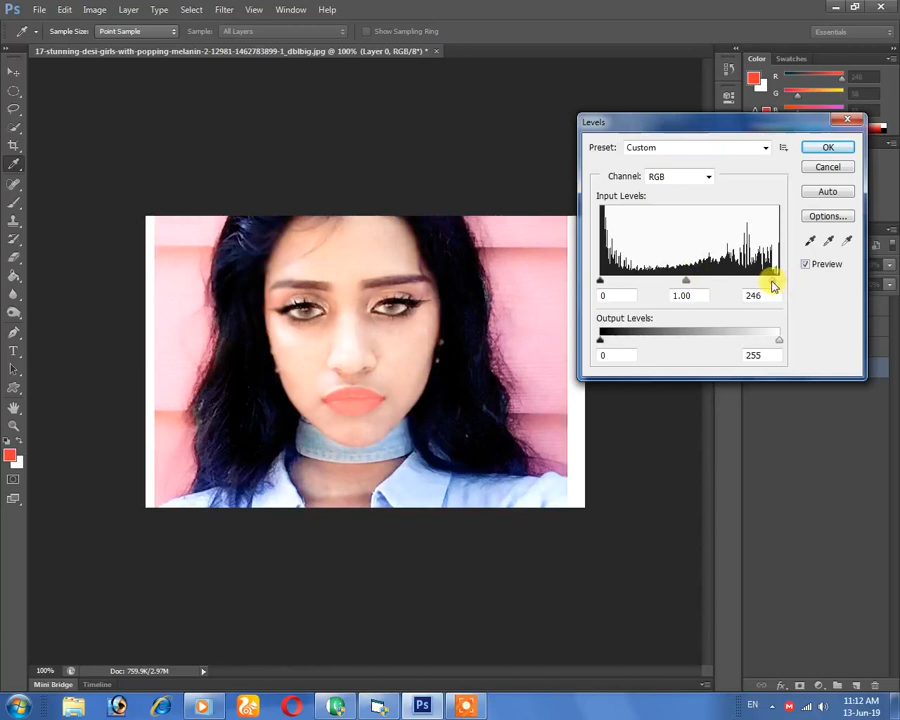 Ps File Edit Image Layer Type Select Filter View Window Help
Sample Size: Point Sample Sample: All Layers Show Sampling Ring Essentials
17-stunning-desi-girls-with-popping-melanin-2-12981-1462783899-1_dblbig.jpg @ 100% (Layer 0, RGB/8*) *
Color Swatches
R
G
Levels
Preset: Custom OK
Cancel
Channel: RGB
Auto
Input Levels:
Options...
Preview
0 1.00 246
Output Levels:
0 255
100% Doc: 759.9K/2.97M
Mini Bridge Timeline
EN 11:12 AM
13-Jun-19